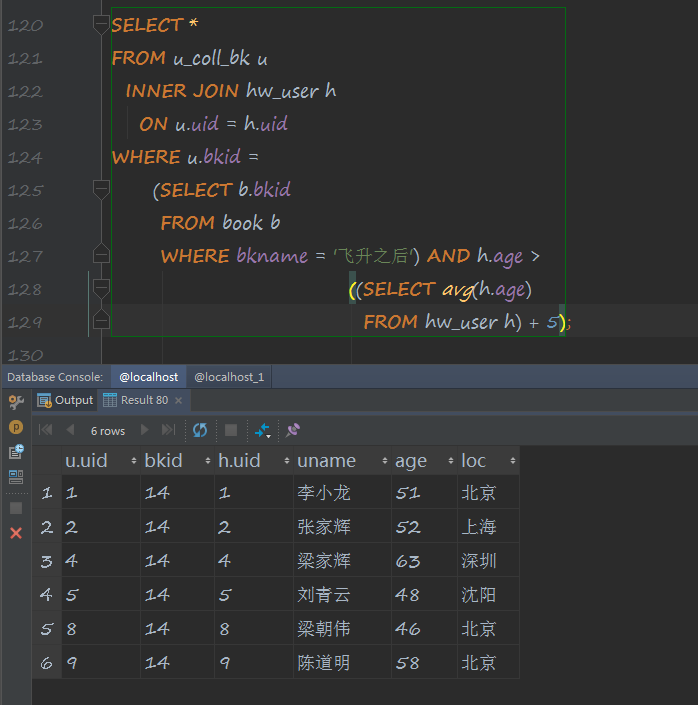 120 SELECT *
121 FROM u_coll_bk u
122 INNER JOIN hw_user h
123 ON u.uid = h.uid
124 WHERE u.bkid =
125 (SELECT b.bkid
126 FROM book b
127 WHERE bkname = '飞升之后') AND h.age >
128 ((SELECT avg(h.age)
129 FROM hw_user h) + 5);
130
Database Console: @localhost @localhost_1
Output Result 80
6 rows
u.uid bkid h.uid uname age loc
1 1 14 1 李小龙 51 北京
2 2 14 2 张家辉 52 上海
3 4 14 4 梁家辉 63 深圳
4 5 14 5 刘青云 48 沈阳
5 8 14 8 梁朝伟 46 北京
6 9 14 9 陈道明 58 北京